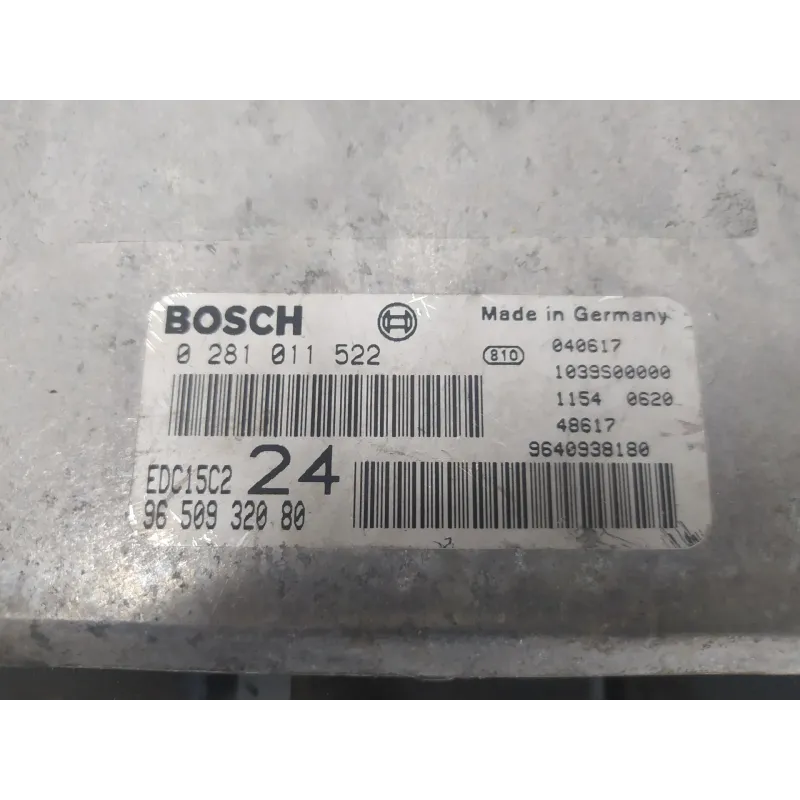 BOSCH
Made in Germany
0 281 011 522
810
040617
1039S00000
1154 0620
48617
9640938180
EDC15C2 24
96 509 320 80